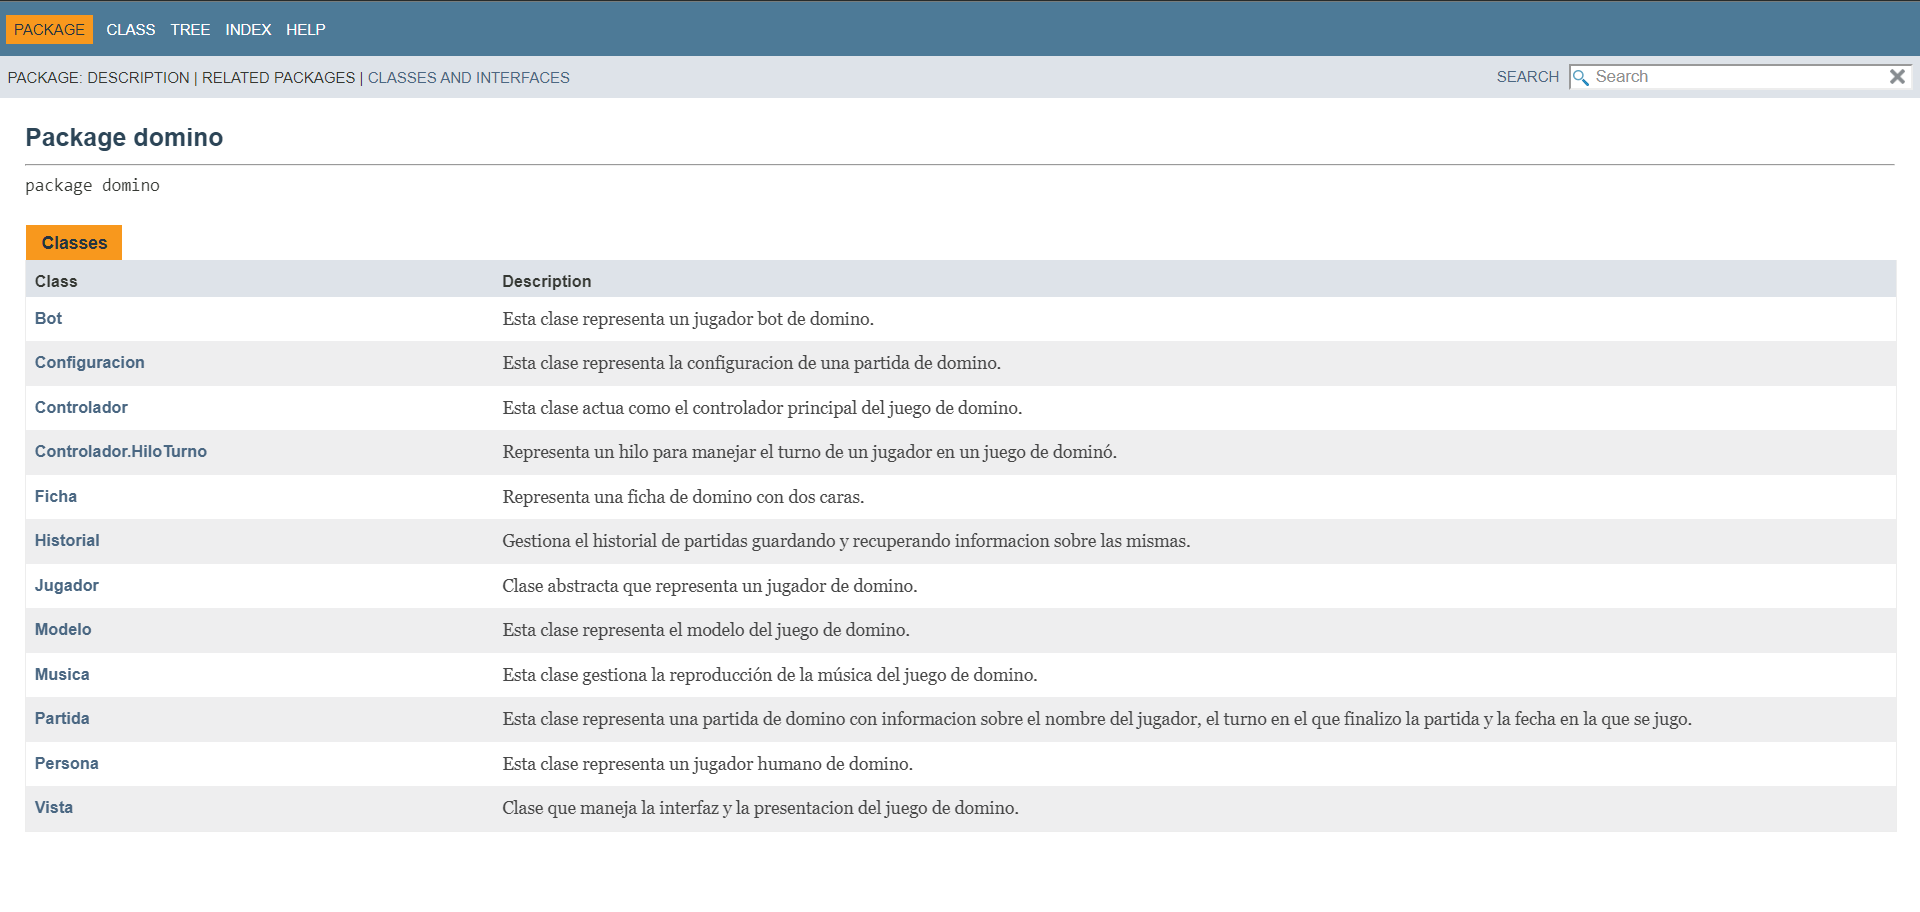 PACKAGE CLASS TREE INDEX HELP
PACKAGE: DESCRIPTION | RELATED PACKAGES | CLASSES AND INTERFACES SEARCH Search
Package domino
package domino
Classes
Class Description
Bot Esta clase representa un jugador bot de domino.
Configuracion Esta clase representa la configuracion de una partida de domino.
Controlador Esta clase actua como el controlador principal del juego de domino.
Controlador.HiloTurno Representa un hilo para manejar el turno de un jugador en un juego de dominó.
Ficha Representa una ficha de domino con dos caras.
Historial Gestiona el historial de partidas guardando y recuperando informacion sobre las mismas.
Jugador Clase abstracta que representa un jugador de domino.
Modelo Esta clase representa el modelo del juego de domino.
Musica Esta clase gestiona la reproducción de la música del juego de domino.
Partida Esta clase representa una partida de domino con informacion sobre el nombre del jugador, el turno en el que finalizo la partida y la fecha en la que se jugo.
Persona Esta clase representa un jugador humano de domino.
Vista Clase que maneja la interfaz y la presentacion del juego de domino.